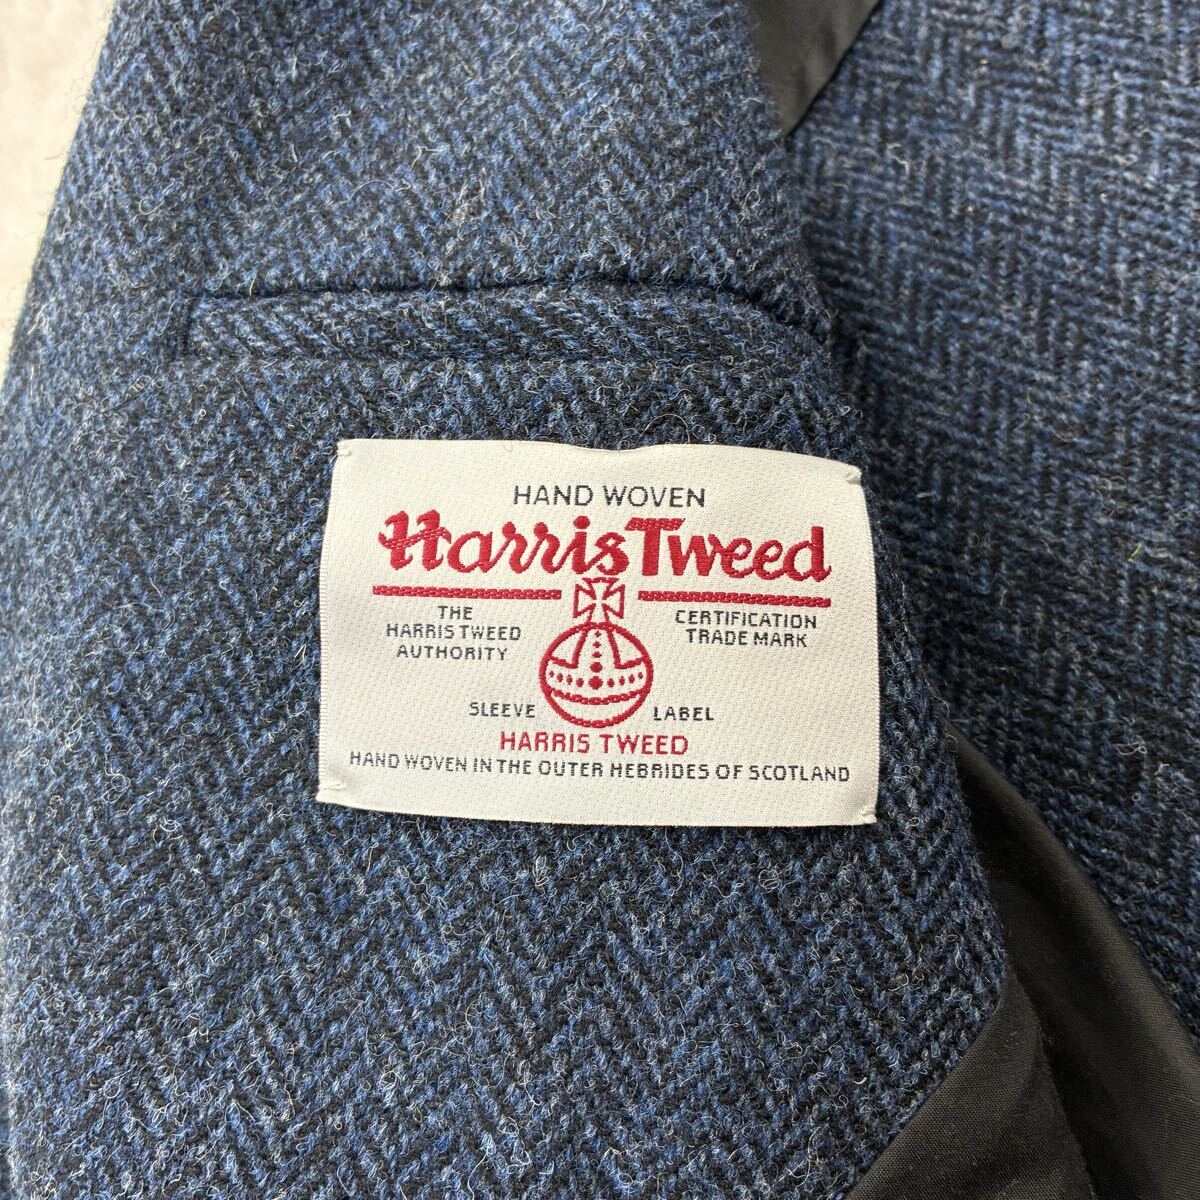 HAND WOVEN
Harris Tweed
THE
HARRIS TWEED
AUTHORITY
CERTIFICATION
TRADE MARK
SLEEVE LABEL
HARRIS TWEED
HAND WOVEN IN THE OUTER HEBRIDES OF SCOTLAND